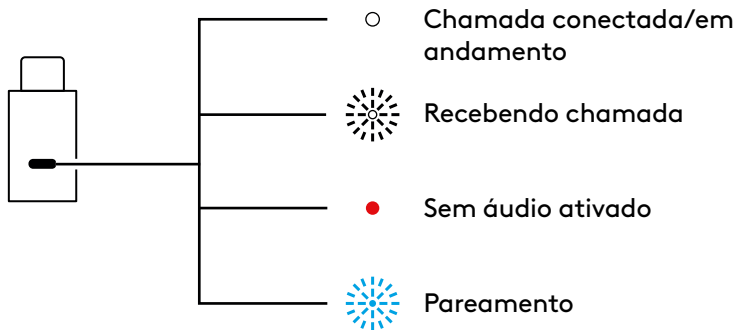 Chamada conectada/em
andamento
Recebendo chamada
Sem áudio ativado
Pareamento